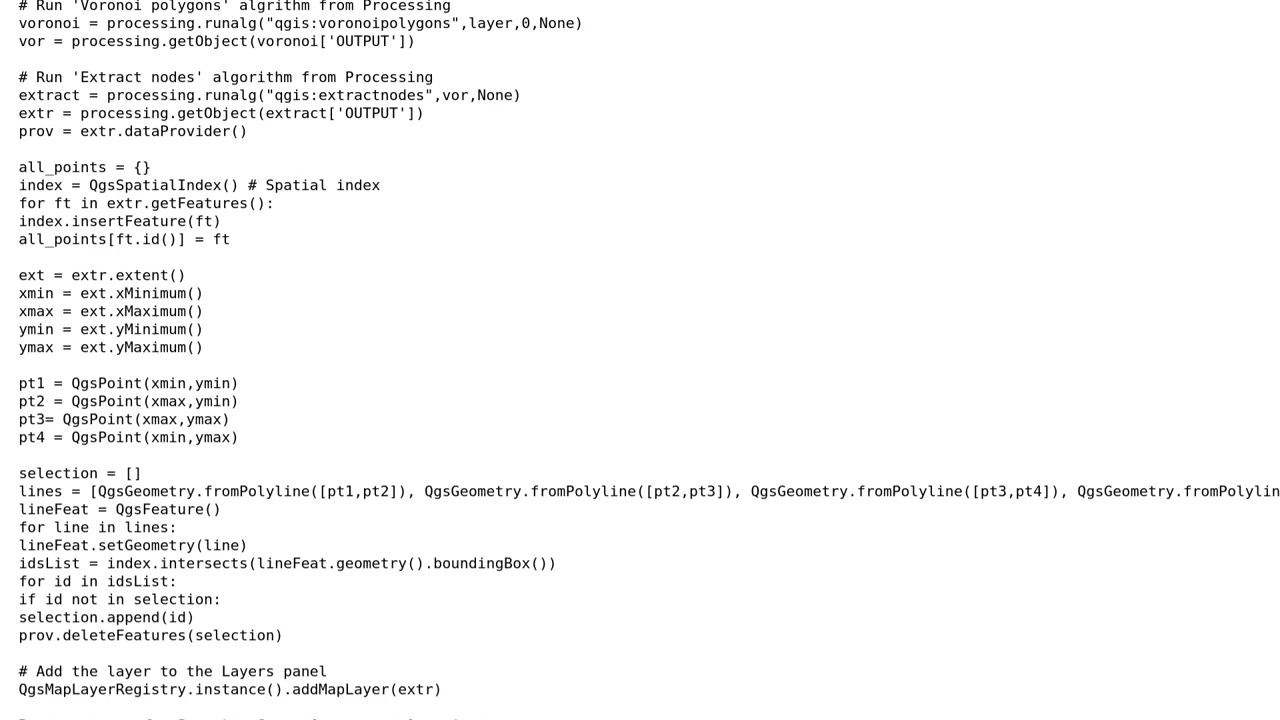 # Run 'Voronoi polygons' algrithm from Processing
voronoi = processing.runalg("qgis:voronoipolygons",layer,0,None)
vor = processing.getObject(voronoi['OUTPUT'])

# Run 'Extract nodes' algorithm from Processing
extract = processing.runalg("qgis:extractnodes",vor,None)
extr = processing.getObject(extract['OUTPUT'])
prov = extr.dataProvider()

all_points = {}
index = QgsSpatialIndex() # Spatial index
for ft in extr.getFeatures():
index.insertFeature(ft)
all_points[ft.id()] = ft

ext = extr.extent()
xmin = ext.xMinimum()
xmax = ext.xMaximum()
ymin = ext.yMinimum()
ymax = ext.yMaximum()

pt1 = QgsPoint(xmin,ymin)
pt2 = QgsPoint(xmax,ymin)
pt3= QgsPoint(xmax,ymax)
pt4 = QgsPoint(xmin,ymax)

selection = []
lines = [QgsGeometry.fromPolyline([pt1,pt2]), QgsGeometry.fromPolyline([pt2,pt3]), QgsGeometry.fromPolyline([pt3,pt4]), QgsGeometry.fromPolylin
lineFeat = QgsFeature()
for line in lines:
lineFeat.setGeometry(line)
idsList = index.intersects(lineFeat.geometry().boundingBox())
for id in idsList:
if id not in selection:
selection.append(id)
prov.deleteFeatures(selection)

# Add the layer to the Layers panel
QgsMapLayerRegistry.instance().addMapLayer(extr)